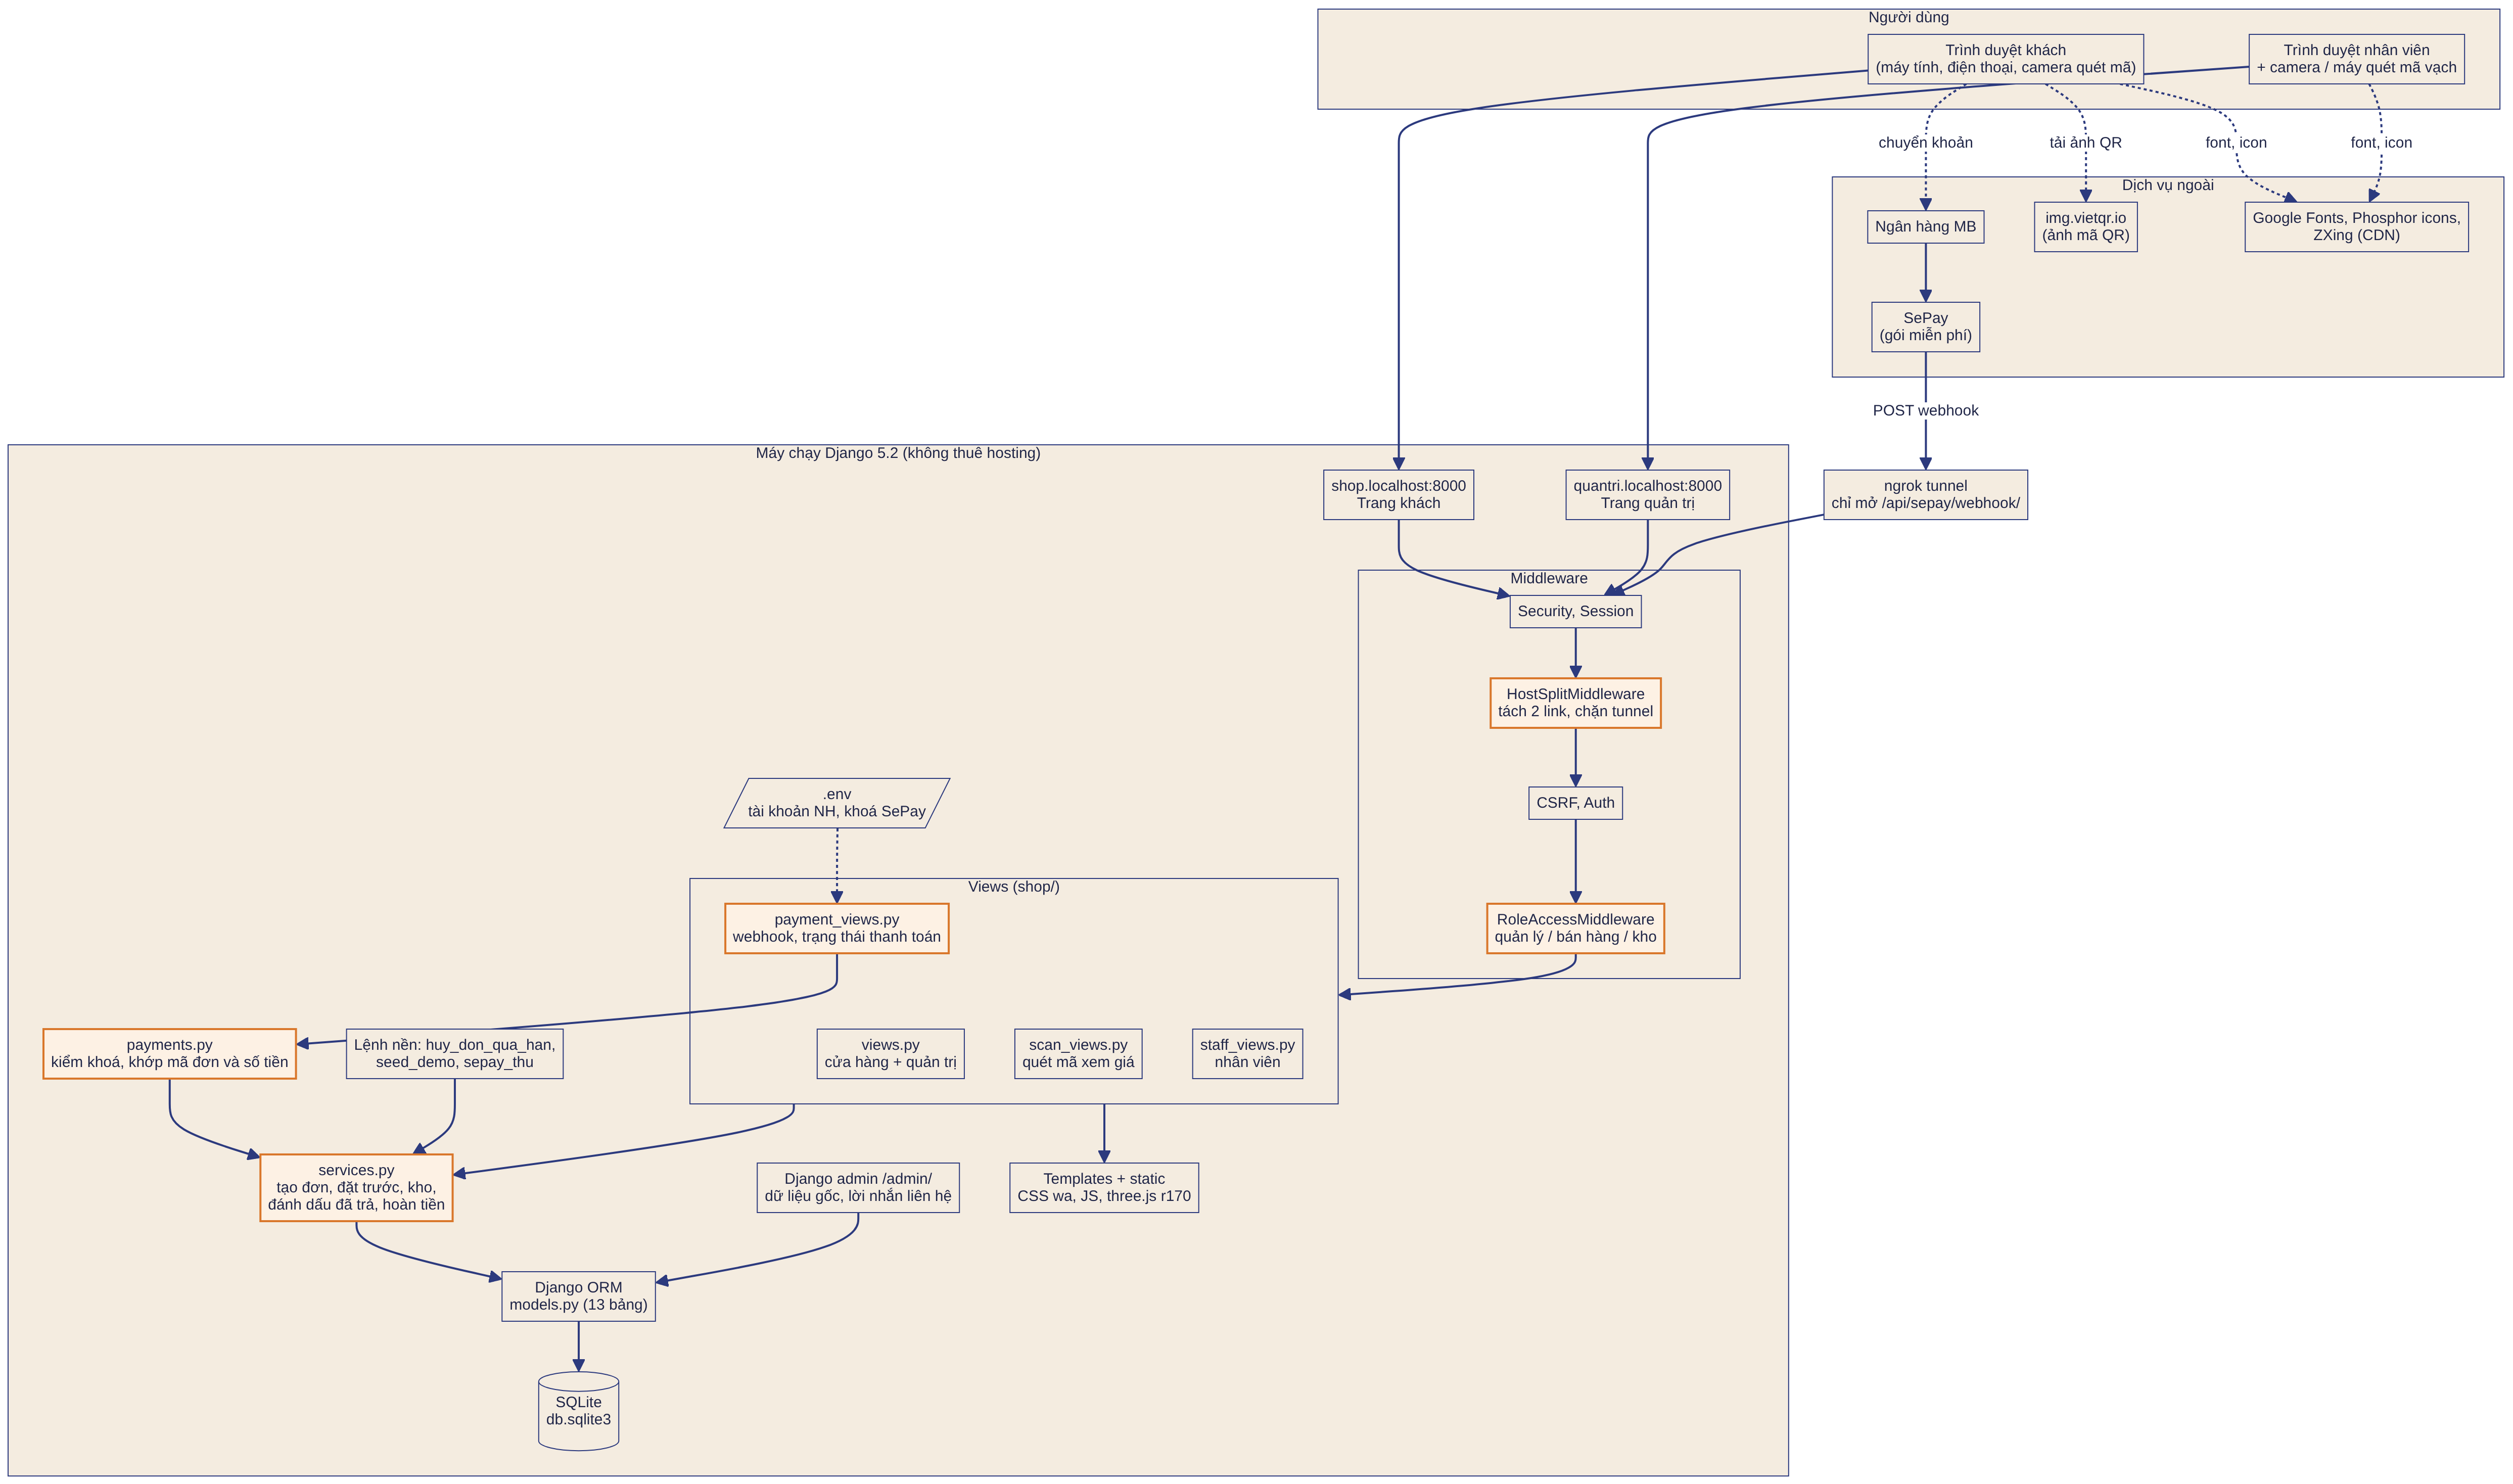 Người dùng
Trình duyệt khách
(máy tính, điện thoại, camera quét mã)
Trình duyệt nhân viên
+ camera / máy quét mã vạch
chuyển khoản
tải ảnh QR
font, icon
font, icon
Dịch vụ ngoài
Ngân hàng MB
img.vietqr.io
(ảnh mã QR)
Google Fonts, Phosphor icons,
ZXing (CDN)
SePay
(gói miễn phí)
POST webhook
Máy chạy Django 5.2 (không thuê hosting)
shop.localhost:8000
Trang khách
quantri.localhost:8000
Trang quản trị
ngrok tunnel
chỉ mở /api/sepay/webhook/
Middleware
Security, Session
HostSplitMiddleware
tách 2 link, chặn tunnel
.env
tài khoản NH, khoá SePay
CSRF, Auth
Views (shop/)
payment_views.py
webhook, trạng thái thanh toán
RoleAccessMiddleware
quản lý / bán hàng / kho
payments.py
kiểm khoá, khớp mã đơn và số tiền
Lệnh nền: huy_don_qua_han,
seed_demo, sepay_thu
views.py
cửa hàng + quản trị
scan_views.py
quét mã xem giá
staff_views.py
nhân viên
services.py
tạo đơn, đặt trước, kho,
đánh dấu đã trả, hoàn tiền
Django admin /admin/
dữ liệu gốc, lời nhắn liên hệ
Templates + static
CSS wa, JS, three.js r170
Django ORM
models.py (13 bảng)
SQLite
db.sqlite3